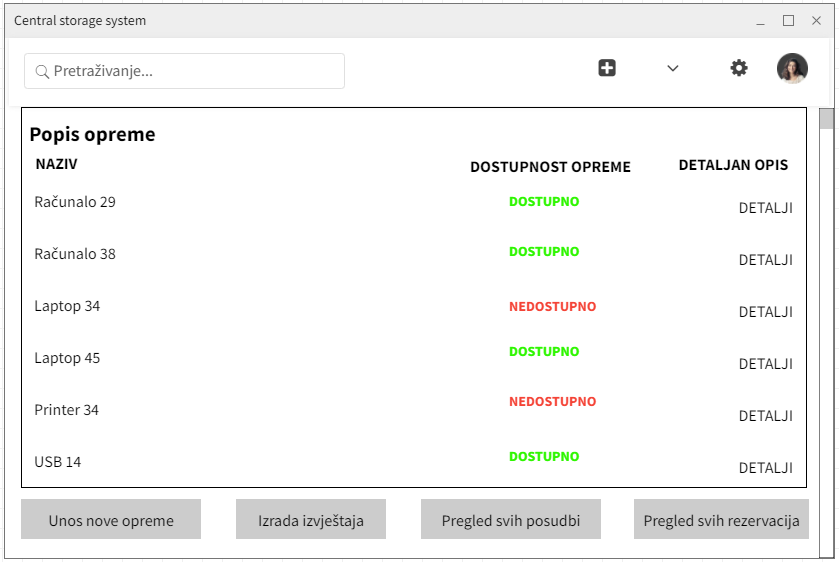 Central storage system
Pretraživanje...
Popis opreme
NAZIV DOSTUPNOST OPREME DETALJAN OPIS
Računalo 29 DOSTUPNO DETALJI
Računalo 38 DOSTUPNO DETALJI
Laptop 34 NEDOSTUPNO DETALJI
Laptop 45 DOSTUPNO DETALJI
Printer 34 NEDOSTUPNO DETALJI
USB 14 DOSTUPNO DETALJI
Unos nove opreme Izrada izvještaja Pregled svih posudbi Pregled svih rezervacija